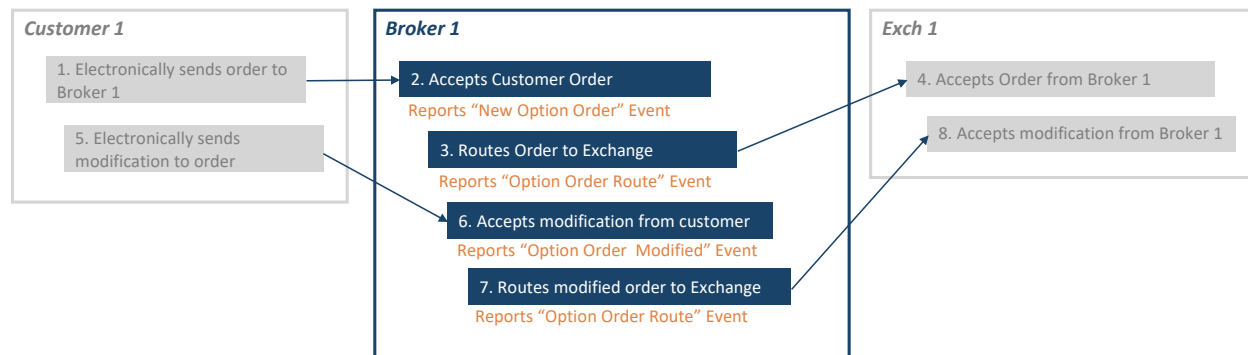 Customer 1
1. Electronically sends order to
Broker 1
5. Electronically sends
modification to order
Broker 1
2. Accepts Customer Order
Reports “New Option Order” Event
3. Routes Order to Exchange
Reports “Option Order Route” Event
6. Accepts modification from customer
Reports “Option Order  Modified” Event
7. Routes modified order to Exchange
Reports “Option Order Route” Event
Exch 1
4. Accepts Order from Broker 1
8. Accepts modification from Broker 1